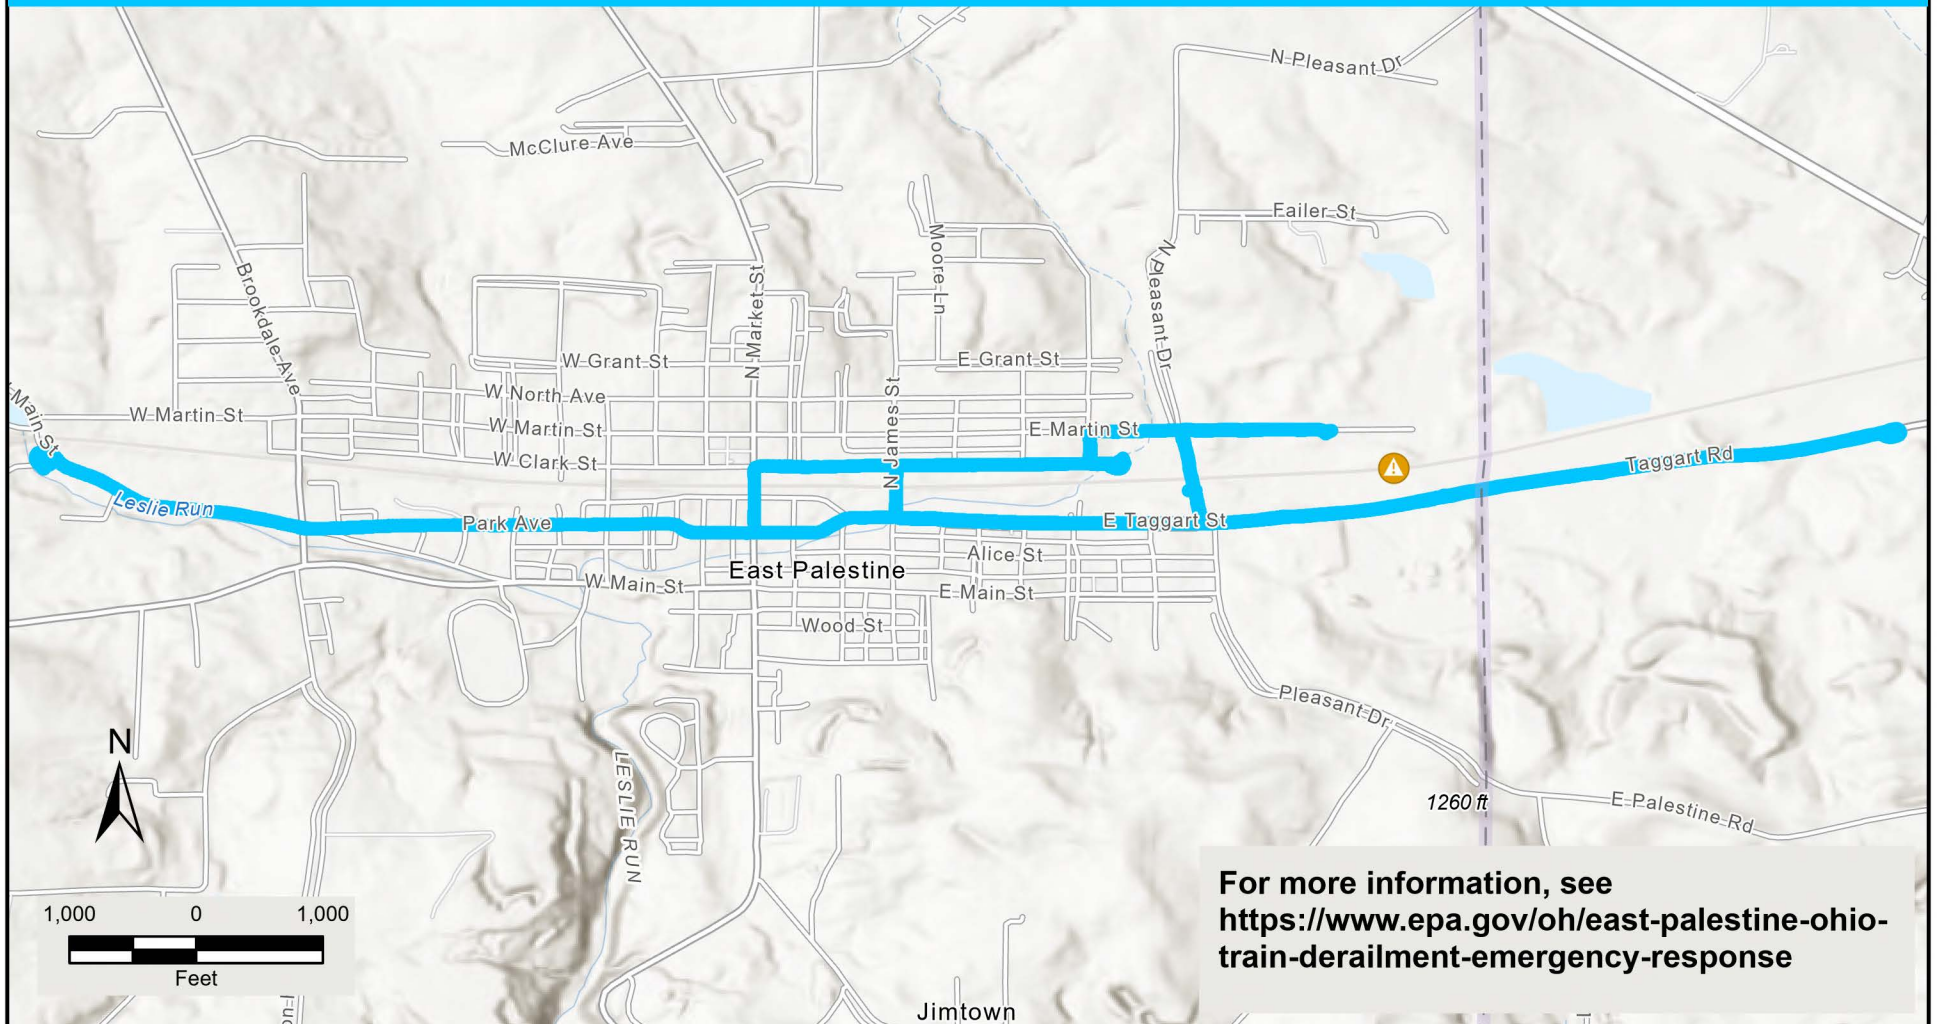 N Pleasant Dr
McClure Ave
Failer St
Moore Ln
N Pleasant Dr
Brookdale Ave
N Market St
W Grant St
E Grant St
W North Ave
N James St
Main St
W Martin St
W Martin St
E Martin St
W Clark St
Taggart Rd
Leslie Run
Park Ave
E Taggart St
Alice St
East Palestine
W Main St
E Main St
Wood St
Pleasant Dr
N
LESLIE RUN
1260 ft
E Palestine Rd
For more information, see
https://www.epa.gov/oh/east-palestine-ohio-
train-derailment-emergency-response
1,000 0 1,000
Feet
Jimtown